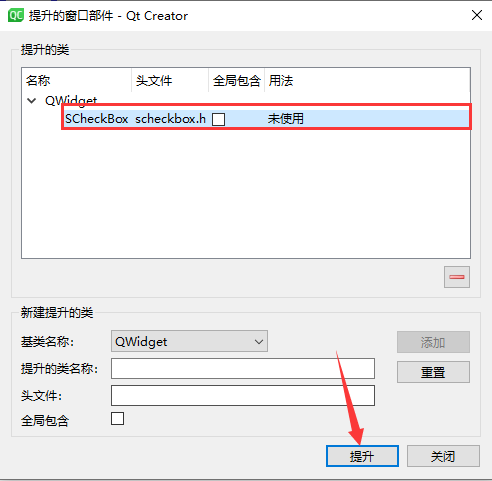 QC 提升的窗口部件 - Qt Creator
提升的类
名称 头文件 全局包含 用法
QWidget
SCheckBox scheckbox.h 未使用
新建提升的类
基类名称： QWidget 添加
提升的类名称： 重置
头文件：
全局包含
提升 关闭